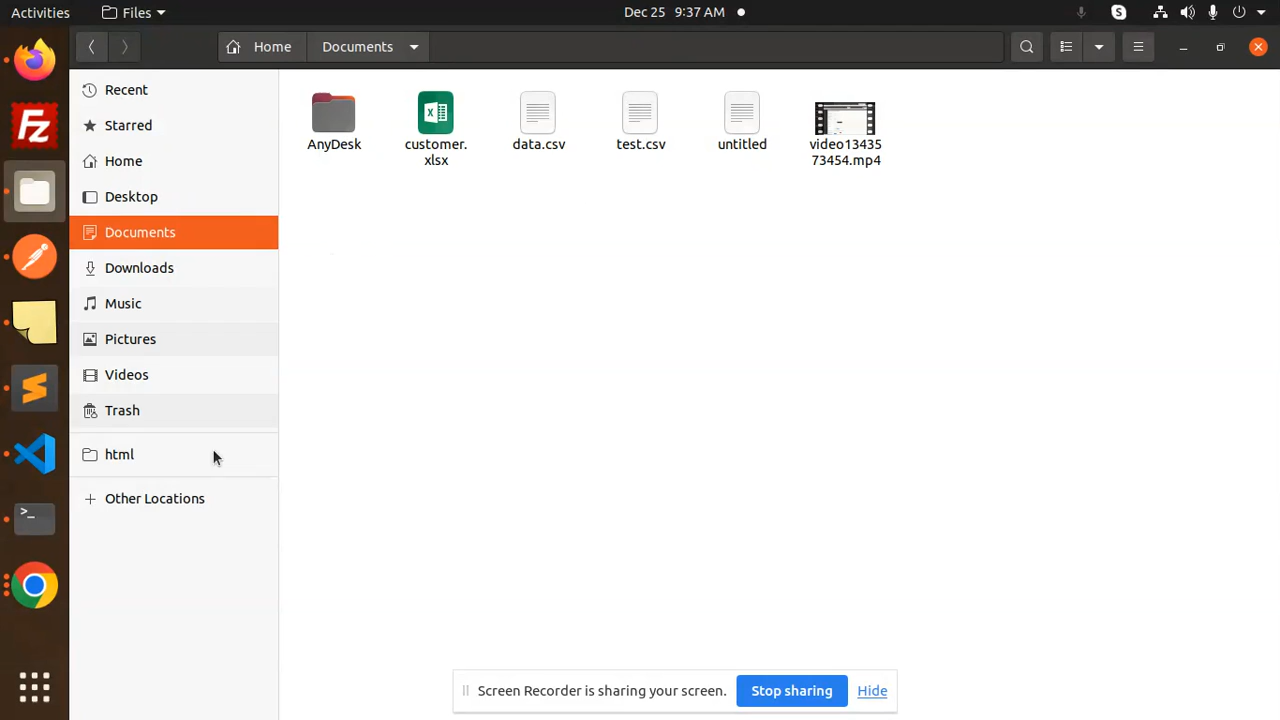 Activities
Files
Dec 25 9:37 AM
Home
Documents
Recent
Starred
Home
Desktop
Documents
Downloads
Music
Pictures
Videos
Trash
html
Other Locations
AnyDesk
customer.
xlsx
data.csv
test.csv
untitled
video13435
73454.mp4
Screen Recorder is sharing your screen.
Stop sharing
Hide